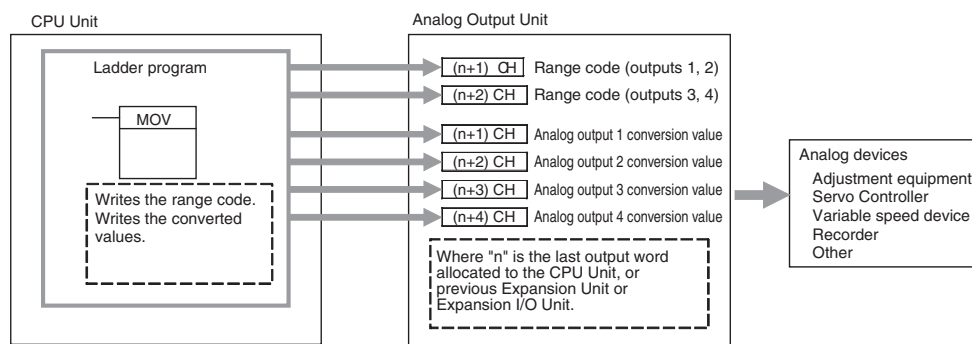 CPU Unit
Analog Output Unit
Ladder program
MOV
Writes the range code.
Writes the converted
values.
(n+1) CH Range code (outputs 1, 2)
(n+2) CH Range code (outputs 3, 4)
(n+1) CH Analog output 1 conversion value
(n+2) CH Analog output 2 conversion value
(n+3) CH Analog output 3 conversion value
(n+4) CH Analog output 4 conversion value
Where "n" is the last output word
allocated to the CPU Unit, or
previous Expansion Unit or
Expansion I/O Unit.
Analog devices
Adjustment equipment
Servo Controller
Variable speed device
Recorder
Other